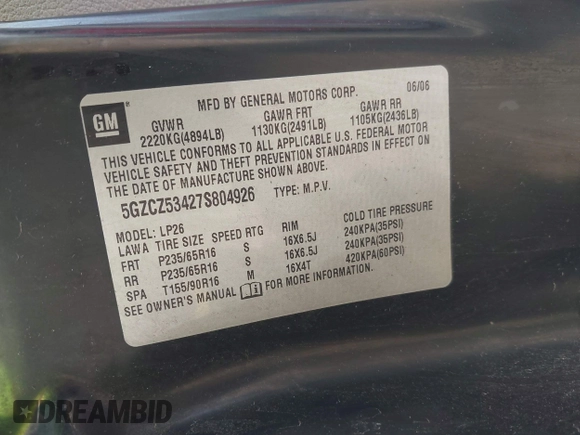 GM
MFD BY GENERAL MOTORS CORP. 06/06
GVWR GAWR FRT GAWR RR
2220KG(4894LB) 1130KG(2491LB) 1105KG(2436LB)
THIS VEHICLE CONFORMS TO ALL APPLICABLE U.S. FEDERAL MOTOR
VEHICLE SAFETY AND THEFT PREVENTION STANDARDS IN EFFECT ON
THE DATE OF MANUFACTURE SHOWN ABOVE.
5GZCZ53427S804926 TYPE: M.P.V.
MODEL: LP26
LAWA TIRE SIZE SPEED RTG RIM COLD TIRE PRESSURE
FRT P235/65R16 S 16X6.5J 240KPA(35PSI)
RR P235/65R16 S 16X6.5J 240KPA(35PSI)
SPA T155/90R16 M 16X4T 420KPA(60PSI)
SEE OWNER'S MANUAL FOR MORE INFORMATION.
DREAMBID